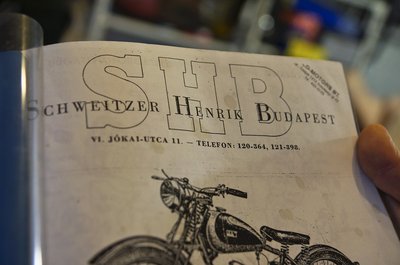 SHB
SCHWEITZER HENRIK BUDAPEST
VI. JÓKAI-UTCA 11. — TELEFON: 120-364, 121-398.